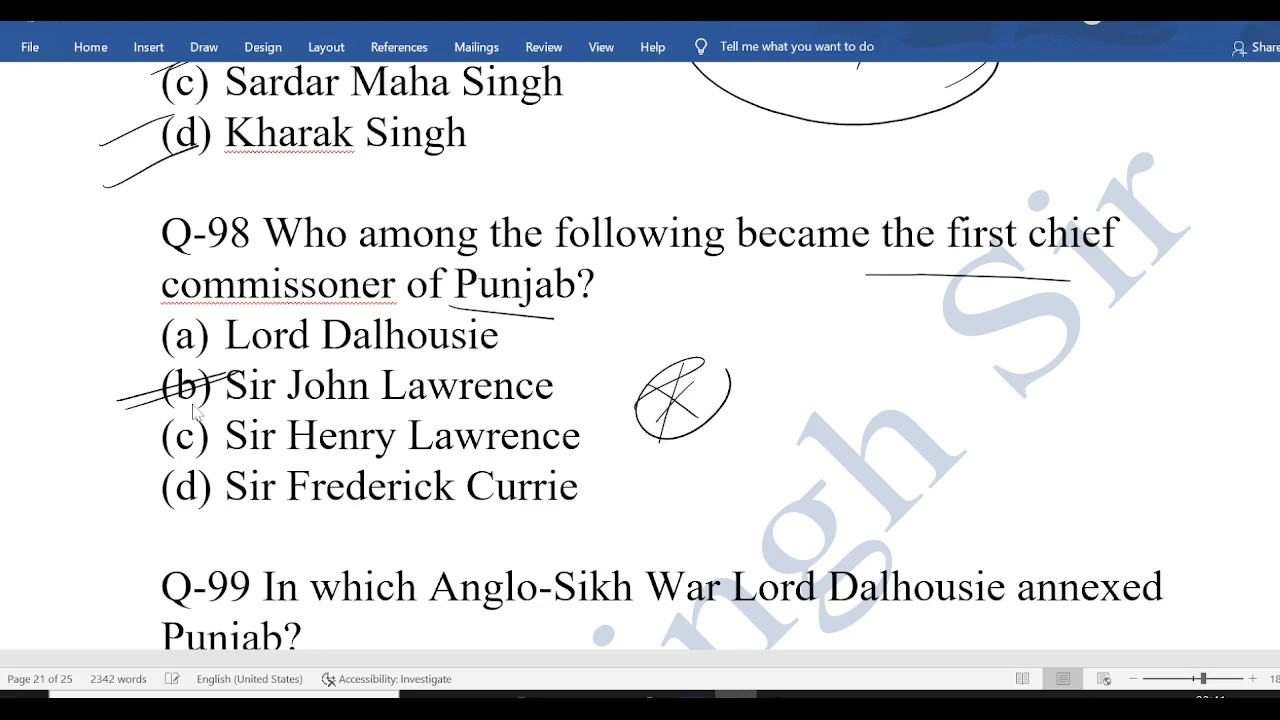 File Home Insert Draw Design Layout References Mailings Review View Help Tell me what you want to do Share
(c) Sardar Maha Singh
(d) Kharak Singh
Q-98 Who among the following became the first chief
commissoner of Punjab?
(a) Lord Dalhousie
(b) Sir John Lawrence
(c) Sir Henry Lawrence
(d) Sir Frederick Currie
Q-99 In which Anglo-Sikh War Lord Dalhousie annexed
Punjab?
ingh Sir
Page 21 of 25 2342 words English (United States) Accessibility: Investigate